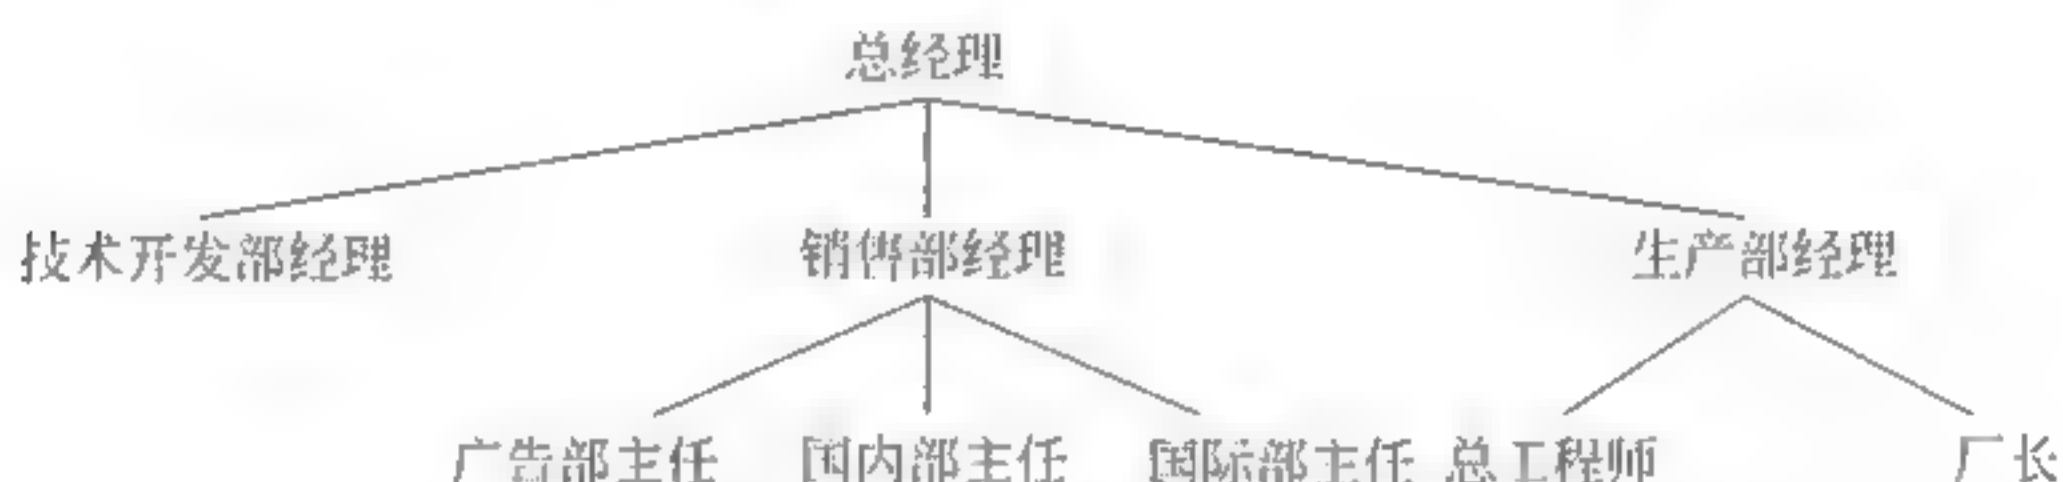 总经理
技术开发部经理 销售部经理 生产部经理
广告部主任 国内部主任 国际部主任 总工程师 厂长